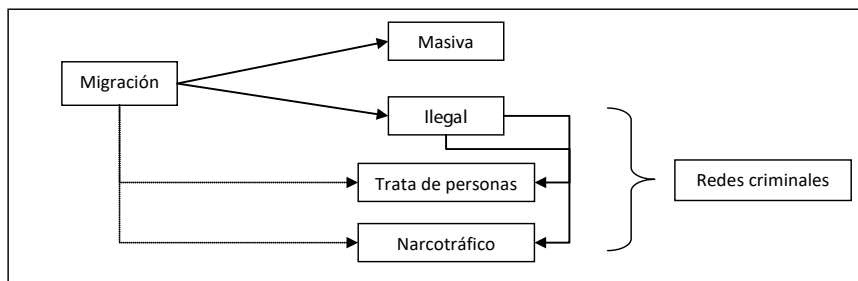 Masiva
Migración
Ilegal
Trata de personas
Redes criminales
Narcotráfico